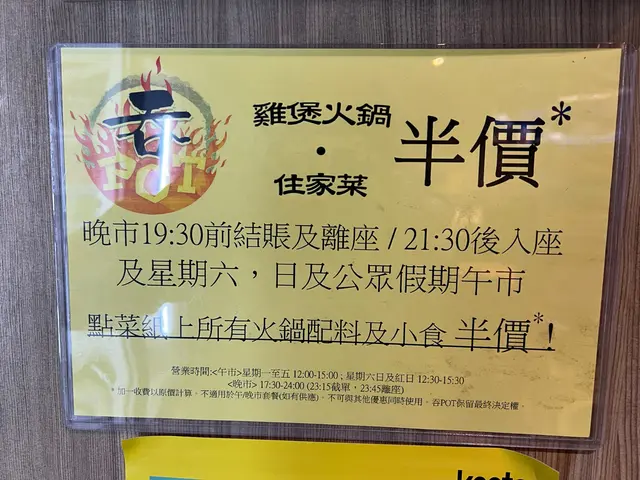 吞
POT
雞煲火鍋
·
住家菜
半價*
晚市19:30前結賬及離座 / 21:30後入座
及星期六，日及公眾假期午市
點菜紙上所有火鍋配料及小食 半價*！
營業時間:<午市>星期一至五 12:00-15:00 ; 星期六日及紅日 12:30-15:30
<晚市> 17:30-24:00 (23:15截單，23:45離座)
* 加一收費以原價計算。不適用於午/晚市套餐(如有供應)。不可與其他優惠同時使用。吞POT保留最終決定權。